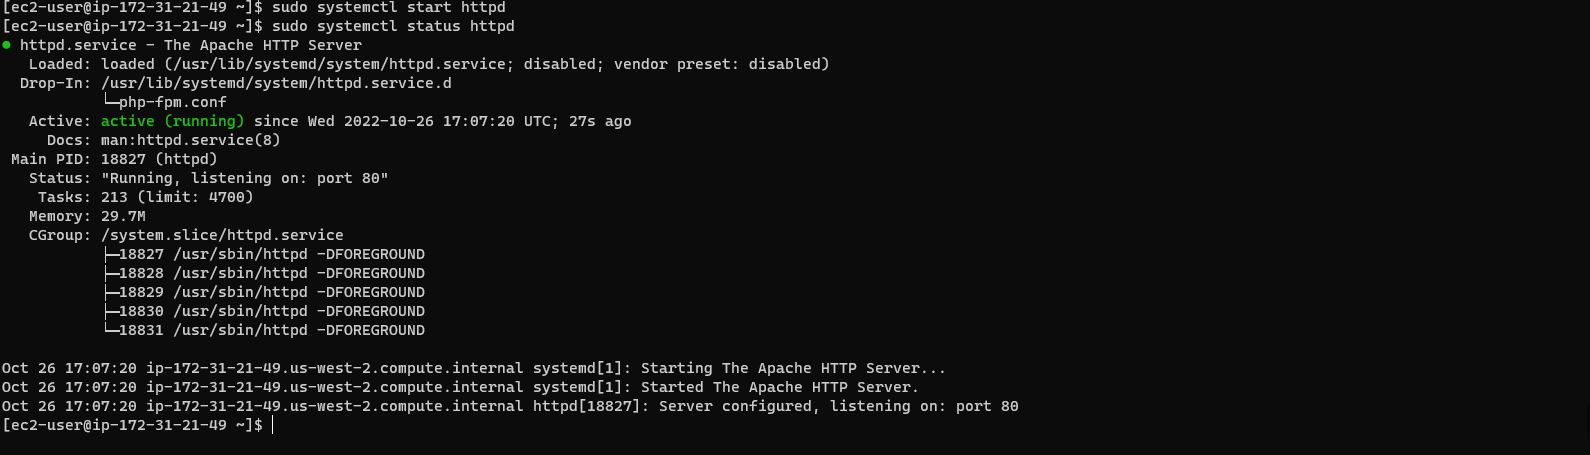 [ec2-user@ip-172-31-21-49 ~]$ sudo systemctl start httpd
[ec2-user@ip-172-31-21-49 ~]$ sudo systemctl status httpd
● httpd.service - The Apache HTTP Server
   Loaded: loaded (/usr/lib/systemd/system/httpd.service; disabled; vendor preset: disabled)
  Drop-In: /usr/lib/systemd/system/httpd.service.d
           └─php-fpm.conf
   Active: active (running) since Wed 2022-10-26 17:07:20 UTC; 27s ago
     Docs: man:httpd.service(8)
 Main PID: 18827 (httpd)
   Status: "Running, listening on: port 80"
    Tasks: 213 (limit: 4700)
   Memory: 29.7M
   CGroup: /system.slice/httpd.service
           ├─18827 /usr/sbin/httpd -DFOREGROUND
           ├─18828 /usr/sbin/httpd -DFOREGROUND
           ├─18829 /usr/sbin/httpd -DFOREGROUND
           ├─18830 /usr/sbin/httpd -DFOREGROUND
           └─18831 /usr/sbin/httpd -DFOREGROUND

Oct 26 17:07:20 ip-172-31-21-49.us-west-2.compute.internal systemd[1]: Starting The Apache HTTP Server...
Oct 26 17:07:20 ip-172-31-21-49.us-west-2.compute.internal systemd[1]: Started The Apache HTTP Server.
Oct 26 17:07:20 ip-172-31-21-49.us-west-2.compute.internal httpd[18827]: Server configured, listening on: port 80
[ec2-user@ip-172-31-21-49 ~]$